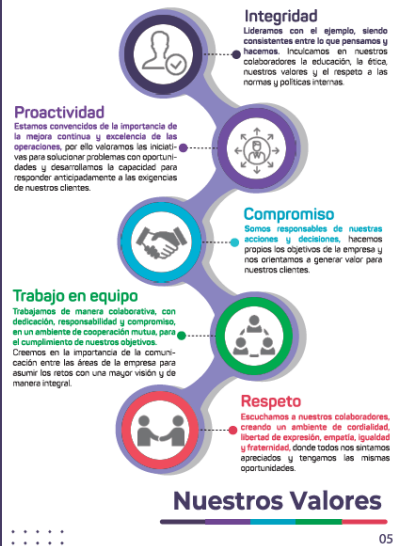 Integridad
Lideramos con el ejemplo, siendo
consistentes entre lo que pensamos y
hacemos. Inculcamos en nuestros
colaboradores la educación, la ética,
nuestros valores y el respeto a las
normas y políticas internas.
Proactividad
Estamos convencidos de la importancia de
la mejora continua y excelencia de las
operaciones, por ello valoramos las iniciati-
vas para solucionar problemas con oportuni-
dades y desarrollamos la capacidad para
responder anticipadamente a las exigencias
de nuestros clientes.
Compromiso
Somos responsables de nuestras
acciones y decisiones, hacemos
propios los objetivos de la empresa y
nos orientamos a generar valor para
nuestros clientes.
Trabajo en equipo
Trabajamos de manera colaborativa, con
dedicación, responsabilidad y compromiso,
en un ambiente de cooperación mutua, para
el cumplimiento de nuestros objetivos.
Creemos en la importancia de la comuni-
cación entre las áreas de la empresa para
asumir los retos con una mayor visión y de
manera integral.
Respeto
Escuchamos a nuestros colaboradores,
creando un ambiente de cordialidad,
libertad de expresión, empatía, igualdad
y fraternidad, donde todos nos sintamos
apreciados y tengamos las mismas
oportunidades.
Nuestros Valores
05